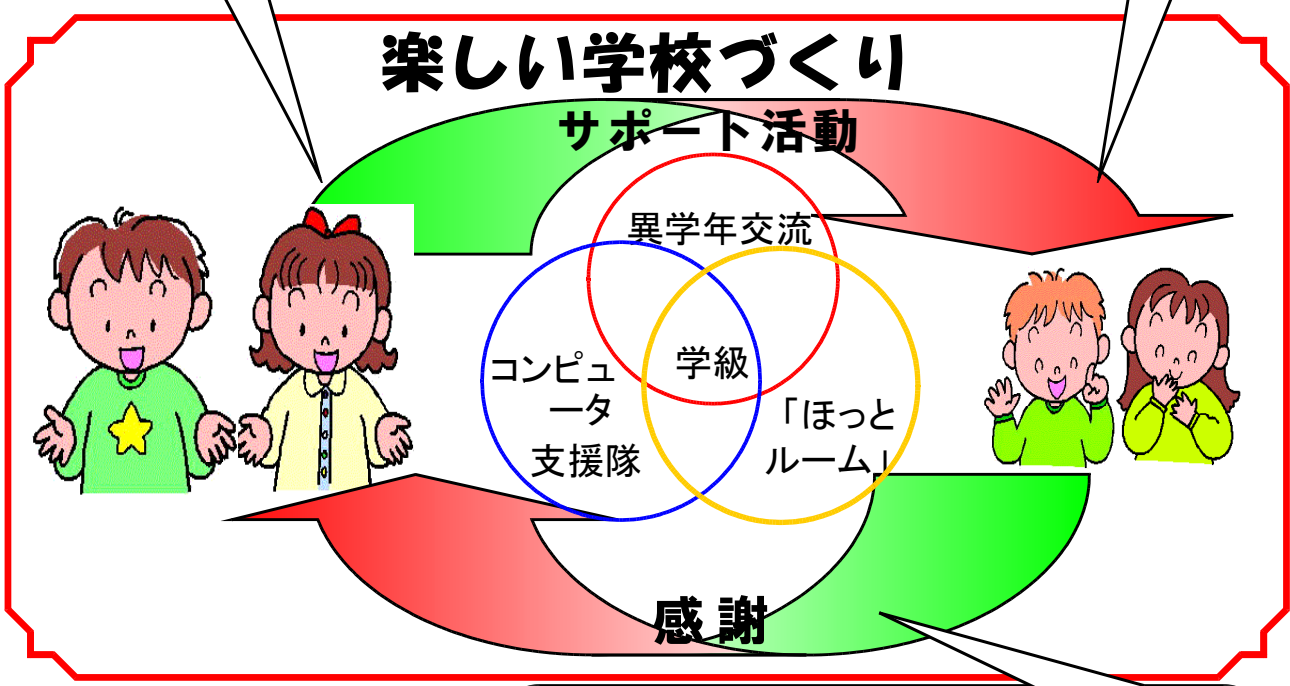 楽しい学校づくり
サポート活動
異学年交流
学級
コンピュ
ータ
支援隊
「ほっと
ルーム」
感謝